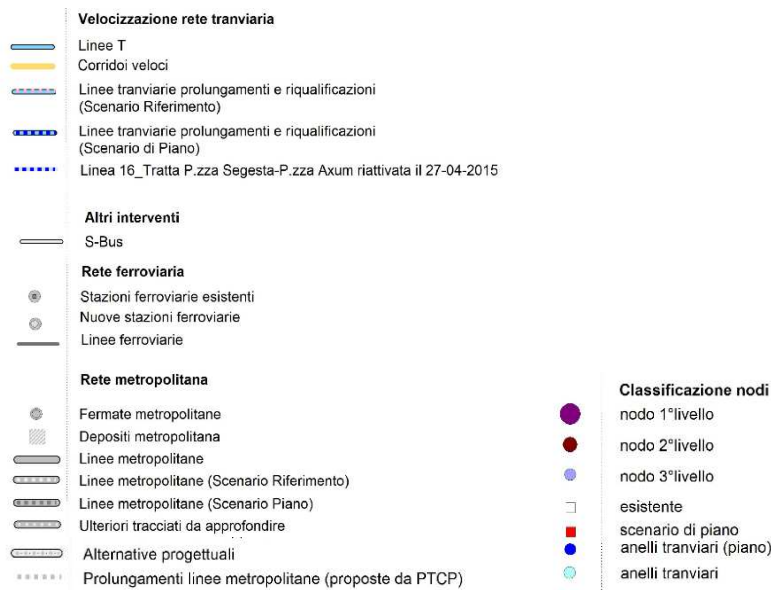 Velocizzazione rete tranviaria
Linee T
Corridoi veloci
Linee tranviarie prolungamenti e riqualificazioni
(Scenario Riferimento)
Linee tranviarie prolungamenti e riqualificazioni
(Scenario di Piano)
Linea 16_Tratta P.zza Segesta-P.zza Axum riattivata il 27-04-2015
Altri interventi
S-Bus
Rete ferroviaria
Stazioni ferroviarie esistenti
Nuove stazioni ferroviarie
Linee ferroviarie
Rete metropolitana
Fermate metropolitane
Depositi metropolitana
Linee metropolitane
Linee metropolitane (Scenario Riferimento)
Linee metropolitane (Scenario Piano)
Ulteriori tracciati da approfondire
Alternative progettuali
Prolungamenti linee metropolitane (proposte da PTCP)
Classificazione nodi
nodo 1°livello
nodo 2°livello
nodo 3°livello
esistente
scenario di piano
anelli tranviari (piano)
anelli tranviari